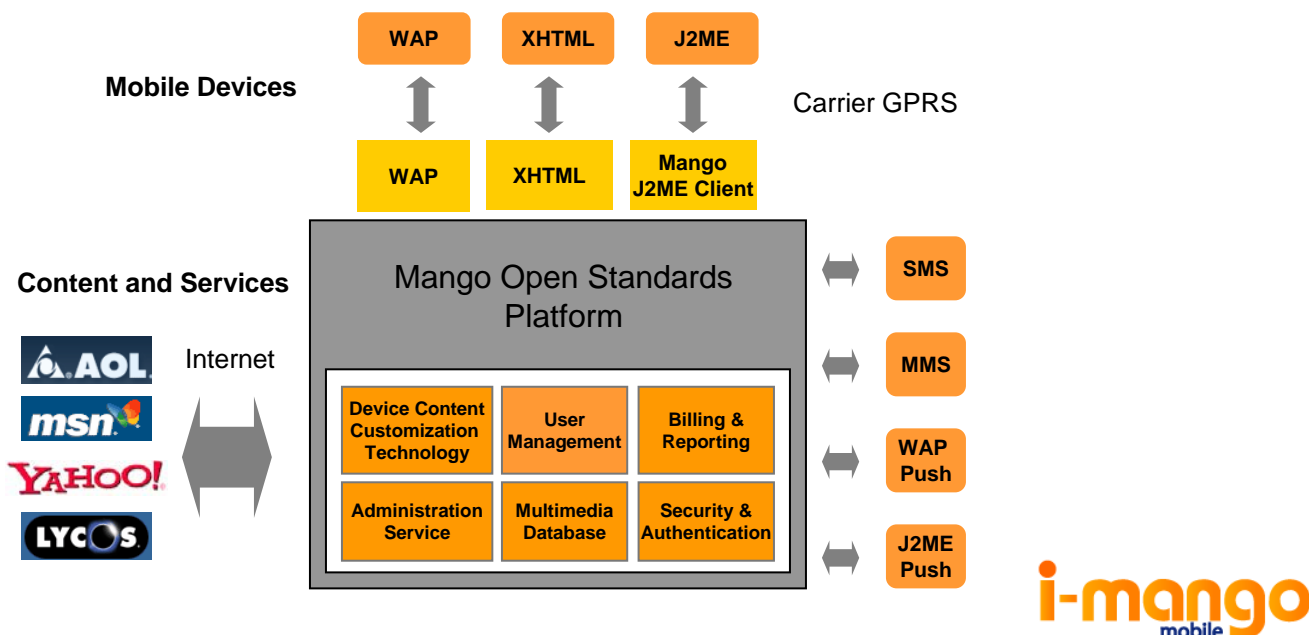 WAP
XHTML
J2ME
Mobile Devices
Carrier GPRS
WAP
XHTML
Mango
J2ME Client
Mango Open Standards
Platform
Content and Services
Internet
AOL
msn
YAHOO!
LYCOS
Device Content
Customization
Technology
User
Management
Billing &
Reporting
Administration
Service
Multimedia
Database
Security &
Authentication
SMS
MMS
WAP
Push
J2ME
Push
i-mango
mobile